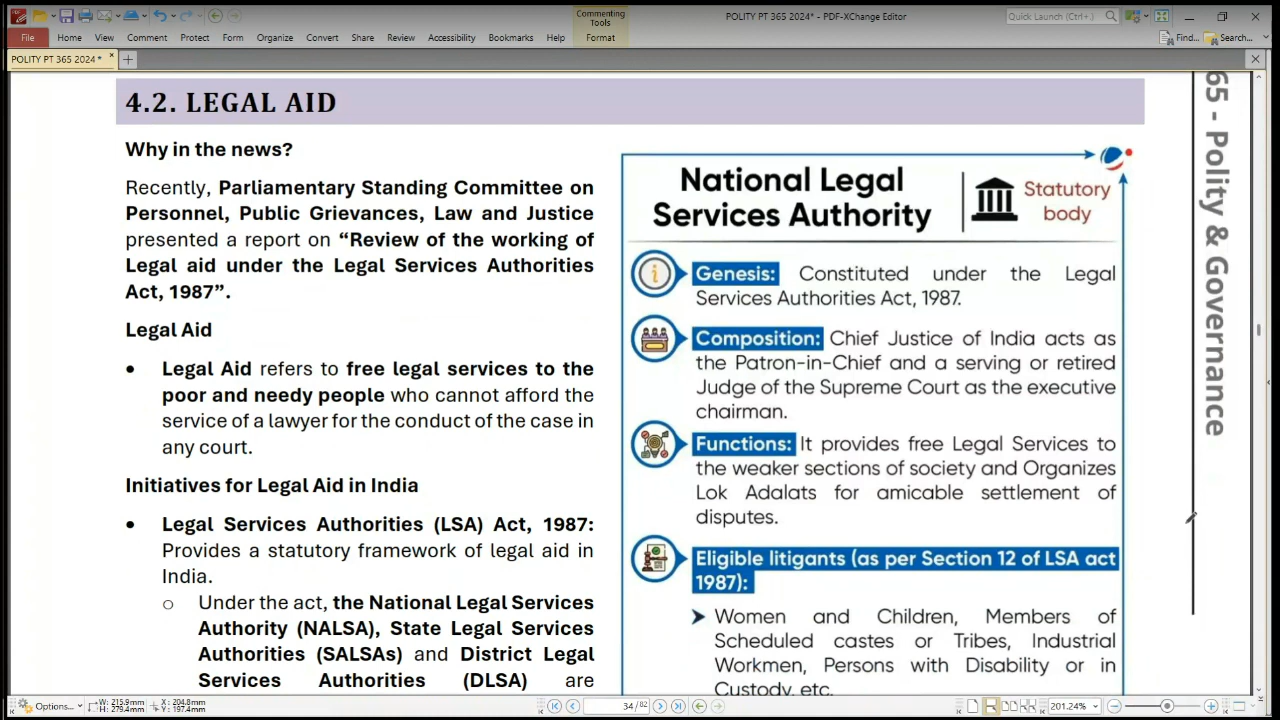 Commenting
Tools
POLITY PT 365 2024* - PDF-XChange Editor
Quick Launch (Ctrl+.)
File Home View Comment Protect Form Organize Convert Share Review Accessibility Bookmarks Help Format
Find... Search...
POLITY PT 365 2024 *
4.2. LEGAL AID
Why in the news?
Recently, Parliamentary Standing Committee on
Personnel, Public Grievances, Law and Justice
presented a report on “Review of the working of
Legal aid under the Legal Services Authorities
Act, 1987”.
Legal Aid
• Legal Aid refers to free legal services to the
poor and needy people who cannot afford the
service of a lawyer for the conduct of the case in
any court.
Initiatives for Legal Aid in India
• Legal Services Authorities (LSA) Act, 1987:
Provides a statutory framework of legal aid in
India.
o Under the act, the National Legal Services
Authority (NALSA), State Legal Services
Authorities (SALSAs) and District Legal
Services Authorities (DLSA) are
National Legal
Services Authority
Statutory
body
Genesis: Constituted under the Legal
Services Authorities Act, 1987.
Composition: Chief Justice of India acts as
the Patron-in-Chief and a serving or retired
Judge of the Supreme Court as the executive
chairman.
Functions: It provides free Legal Services to
the weaker sections of society and Organizes
Lok Adalats for amicable settlement of
disputes.
Eligible litigants (as per Section 12 of LSA act
1987):
➤ Women and Children, Members of
Scheduled castes or Tribes, Industrial
Workmen, Persons with Disability or in
Custody, etc.
65 - Polity & Governance
Options...
W: 215.9mm
H: 279.4mm
X: 204.8mm
Y: 197.4mm
34 / 82
201.24%